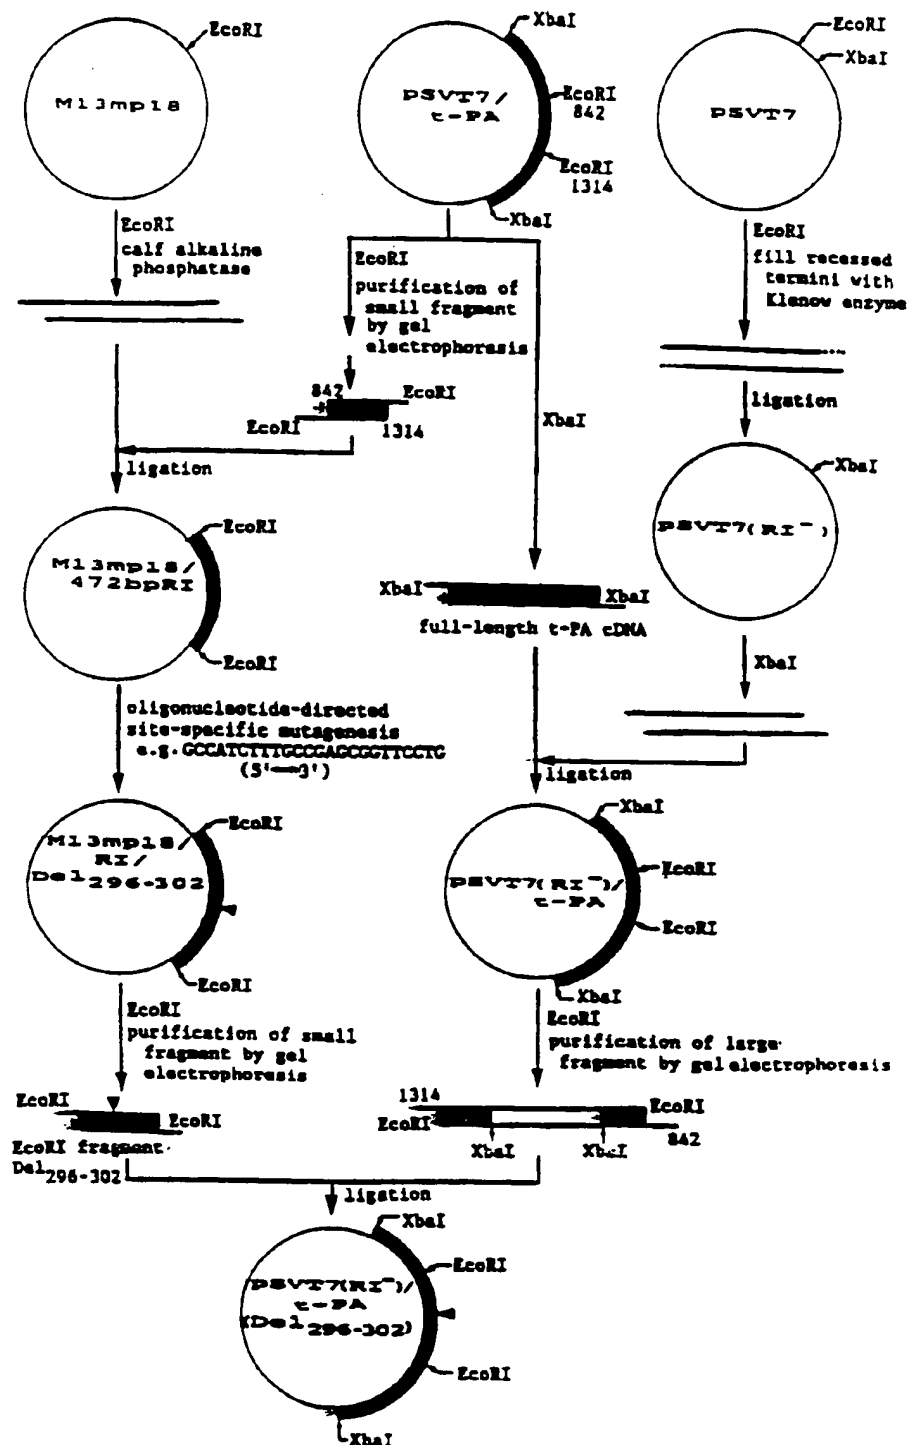 EcoRI
M13mp18
EcoRI
calf alkaline
phosphatase
XbaI
pSVT7/
t-PA
EcoRI
842
EcoRI
1314
XbaI
EcoRI
XbaI
pSVT7
EcoRI
fill recessed
termini with
Klenow enzyme
EcoRI
purification of
small fragment
by gel
electrophoresis
842
EcoRI
EcoRI
1314
ligation
XbaI
ligation
XbaI
pSVT7(RI⁻)
EcoRI
M13mp18/
472bpRI
EcoRI
XbaI
XbaI
full-length t-PA cDNA
XbaI
oligonucleotide-directed
site-specific mutagenesis
e.g. GCCATCTTTGCCGAGCGGTTCCTG
(5'⟷3')
ligation
EcoRI
M13mp18/
RI/
Del296-302
EcoRI
XbaI
EcoRI
pSVT7(RI⁻)/
t-PA
EcoRI
XbaI
EcoRI
purification of small
fragment by gel
electrophoresis
EcoRI
purification of large
fragment by gel electrophoresis
EcoRI
EcoRI
EcoRI fragment
Del296-302
1314
EcoRI
EcoRI
XbaI
XbaI
842
ligation
XbaI
EcoRI
pSVT7(RI⁻)/
t-PA
(Del296-302)
EcoRI
XbaI